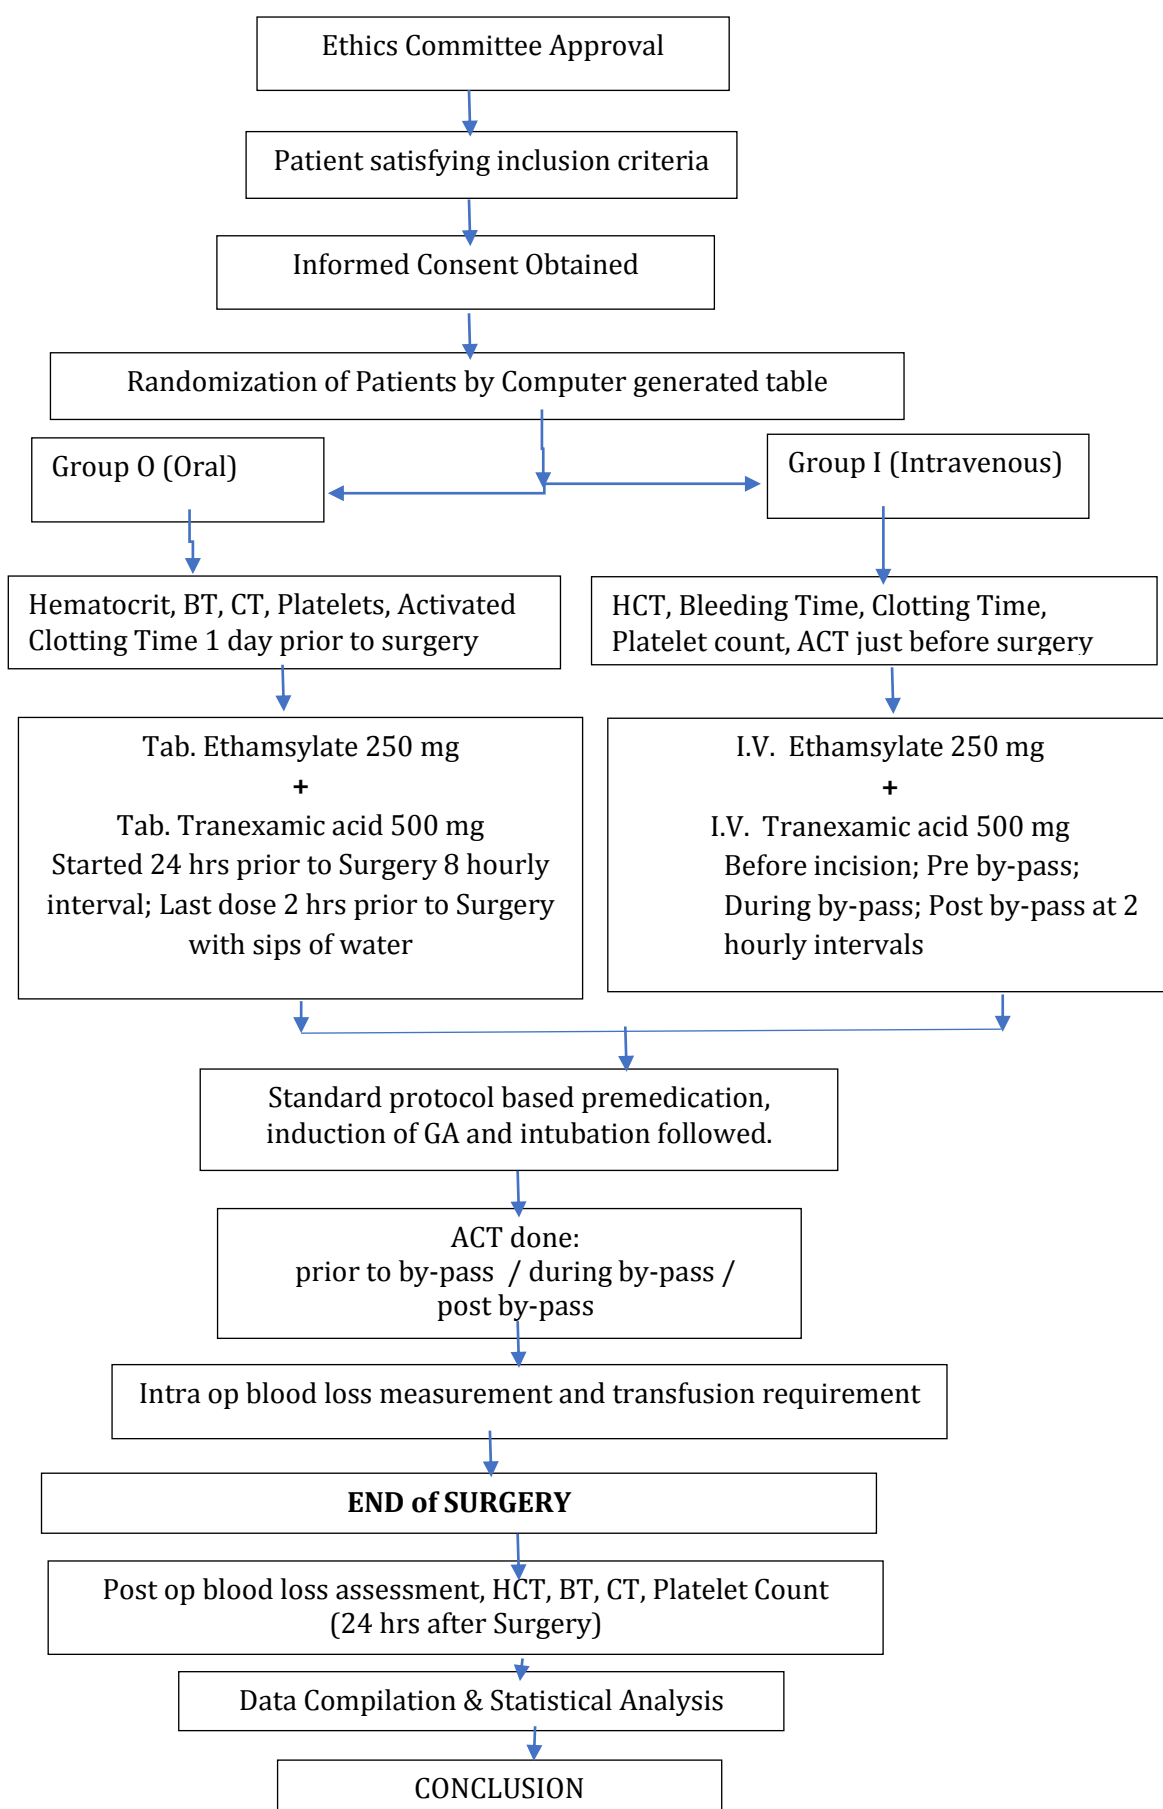 Ethics Committee Approval
Patient satisfying inclusion criteria
Informed Consent Obtained
Randomization of Patients by Computer generated table
Group O (Oral)
Group I (Intravenous)
Hematocrit, BT, CT, Platelets, Activated
Clotting Time 1 day prior to surgery
HCT, Bleeding Time, Clotting Time,
Platelet count, ACT just before surgery
Tab. Ethamsylate 250 mg
+
Tab. Tranexamic acid 500 mg
Started 24 hrs prior to Surgery 8 hourly
interval; Last dose 2 hrs prior to Surgery
with sips of water
I.V. Ethamsylate 250 mg
+
I.V. Tranexamic acid 500 mg
Before incision; Pre by-pass;
During by-pass; Post by-pass at 2
hourly intervals
Standard protocol based premedication,
induction of GA and intubation followed.
ACT done:
prior to by-pass / during by-pass /
post by-pass
Intra op blood loss measurement and transfusion requirement
END of SURGERY
Post op blood loss assessment, HCT, BT, CT, Platelet Count
(24 hrs after Surgery)
Data Compilation & Statistical Analysis
CONCLUSION